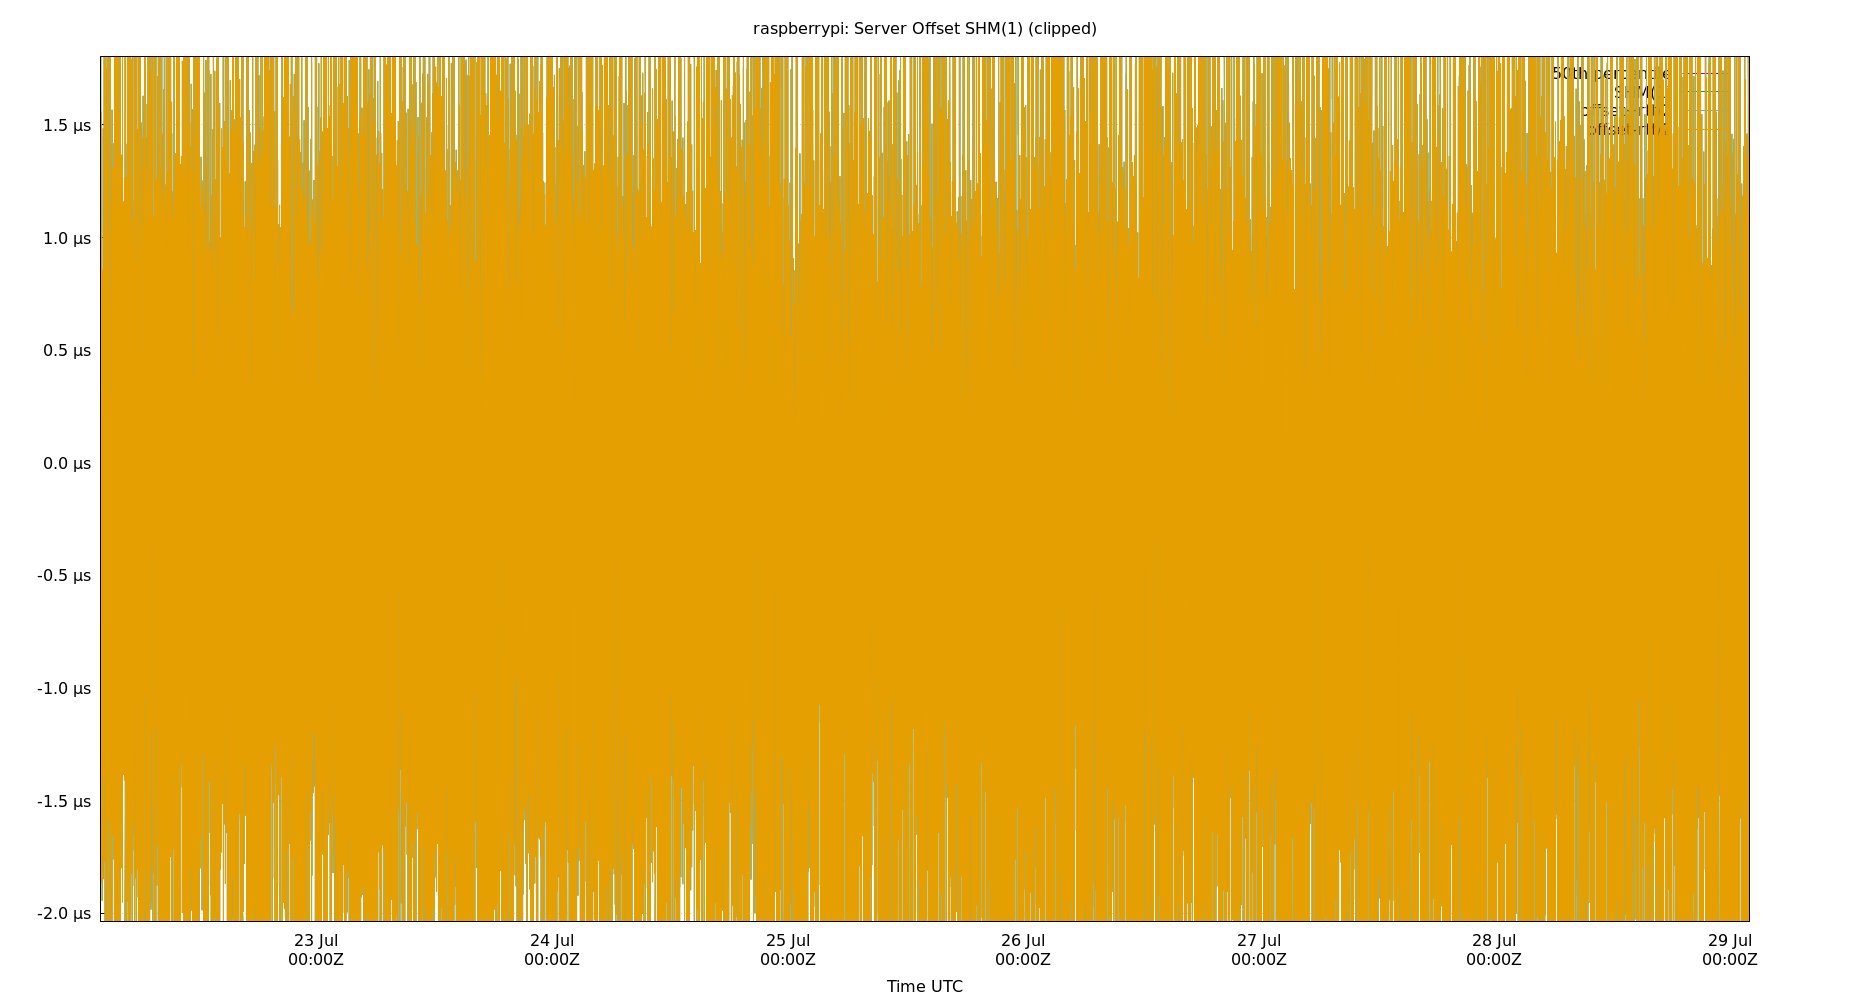 raspberrypi: Server Offset SHM(1) (clipped)
50th percentile
1.5 µs
1.0 µs
0.5 µs
0.0 µs
-0.5 µs
-1.0 µs
-1.5 µs
-2.0 µs
23 Jul 24 Jul 25 Jul 26 Jul 27 Jul 28 Jul 29 Jul
00:00Z 00:00Z 00:00Z 00:00Z 00:00Z 00:00Z 00:00Z
Time UTC